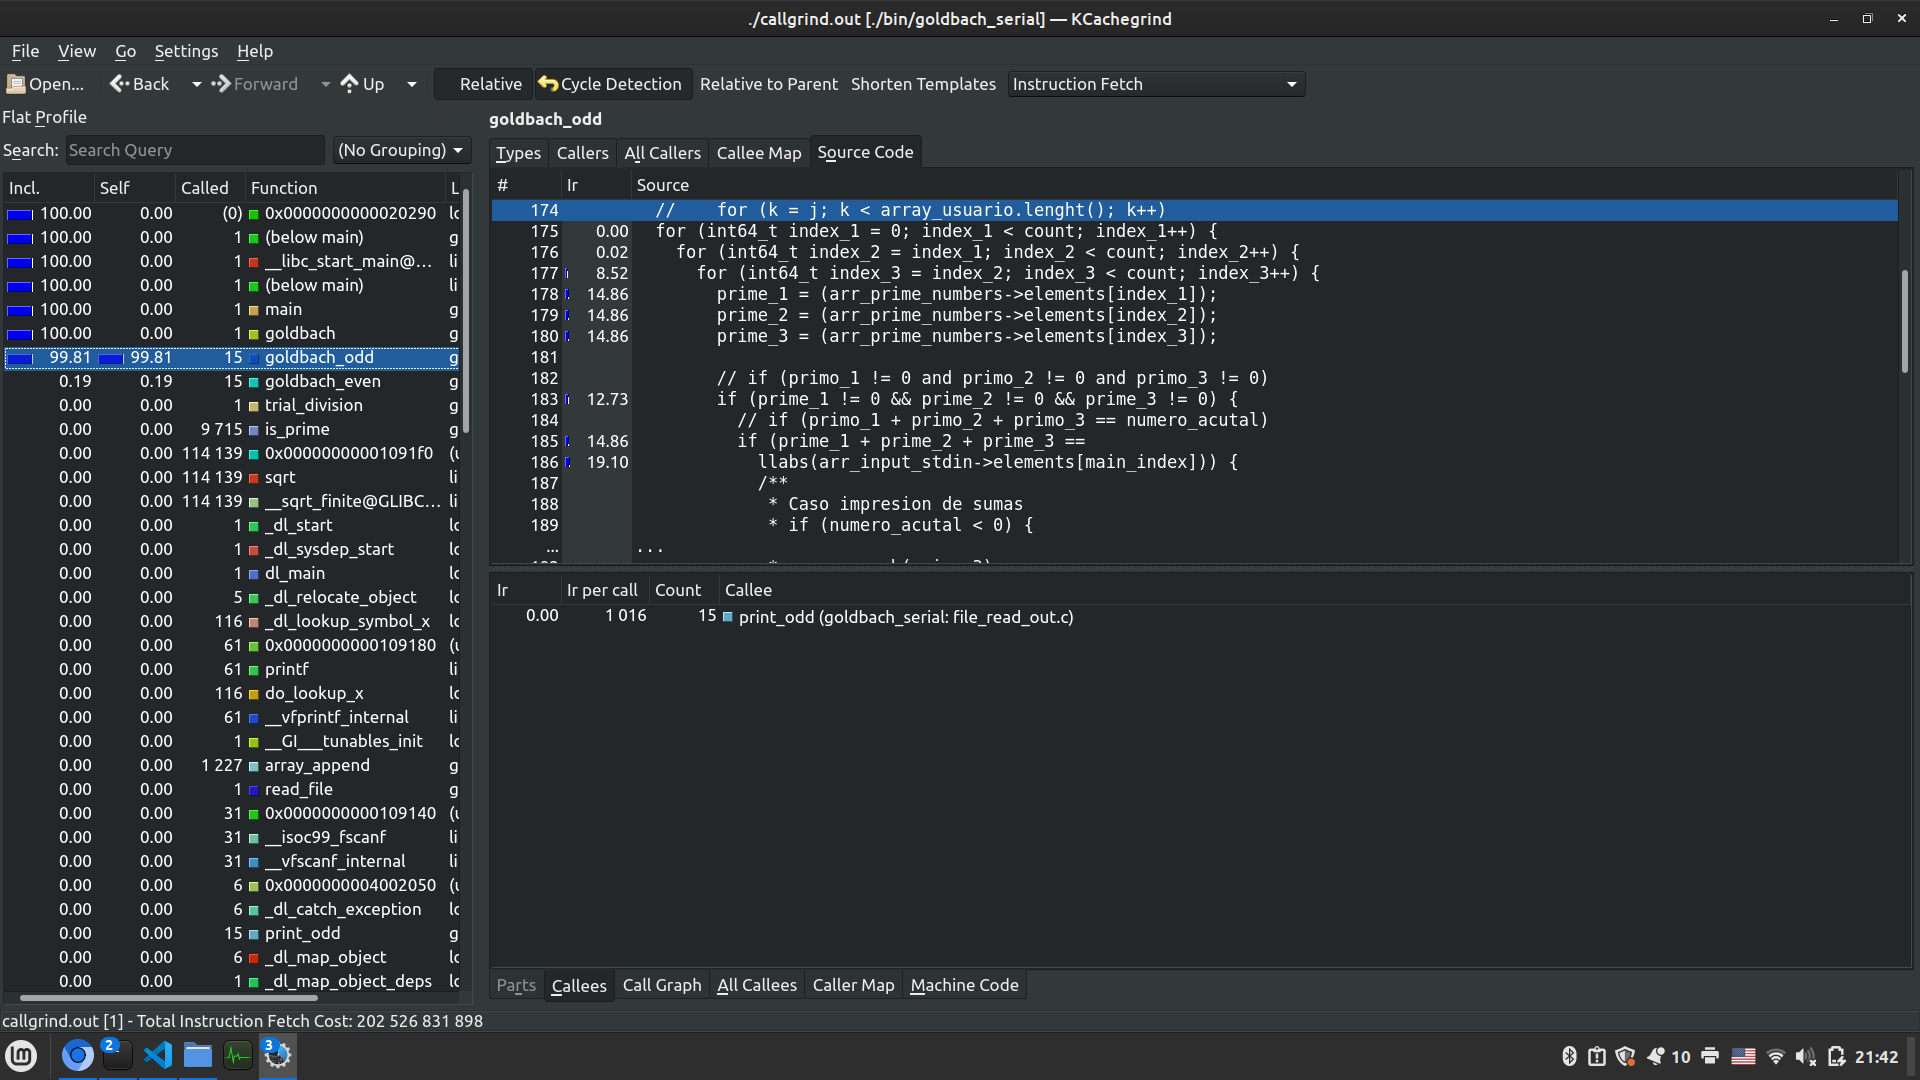 ./callgrind.out [./bin/goldbach_serial] — KCachegrind
File View Go Settings Help
Open... Back Forward Up Relative Cycle Detection Relative to Parent Shorten Templates Instruction Fetch
Flat Profile
Search: Search Query (No Grouping)
Incl. Self Called Function L
100.00 0.00 (0) 0x0000000000020290 lc
100.00 0.00 1 (below main) g
100.00 0.00 1 __libc_start_main@... li
100.00 0.00 1 (below main) li
100.00 0.00 1 main g
100.00 0.00 1 goldbach g
99.81 99.81 15 goldbach_odd g
0.19 0.19 15 goldbach_even g
0.00 0.00 1 trial_division g
0.00 0.00 9 715 is_prime g
0.00 0.00 114 139 0x00000000001091f0 (u
0.00 0.00 114 139 sqrt li
0.00 0.00 114 139 __sqrt_finite@GLIBC... li
0.00 0.00 1 _dl_start lc
0.00 0.00 1 _dl_sysdep_start lc
0.00 0.00 1 dl_main lc
0.00 0.00 5 _dl_relocate_object lc
0.00 0.00 116 _dl_lookup_symbol_x lc
0.00 0.00 61 0x0000000000109180 (u
0.00 0.00 61 printf li
0.00 0.00 116 do_lookup_x lc
0.00 0.00 61 __vfprintf_internal li
0.00 0.00 1 __GI___tunables_init lc
0.00 0.00 1 227 array_append g
0.00 0.00 1 read_file g
0.00 0.00 31 0x0000000000109140 (u
0.00 0.00 31 __isoc99_fscanf li
0.00 0.00 31 __vfscanf_internal li
0.00 0.00 6 0x0000000004002050 (u
0.00 0.00 6 _dl_catch_exception lc
0.00 0.00 15 print_odd g
0.00 0.00 6 _dl_map_object lc
0.00 0.00 1 _dl_map_object_deps lc
goldbach_odd
Types Callers All Callers Callee Map Source Code
# Ir Source
174 // for (k = j; k < array_usuario.lenght(); k++)
175 0.00 for (int64_t index_1 = 0; index_1 < count; index_1++) {
176 0.02 for (int64_t index_2 = index_1; index_2 < count; index_2++) {
177 8.52 for (int64_t index_3 = index_2; index_3 < count; index_3++) {
178 14.86 prime_1 = (arr_prime_numbers->elements[index_1]);
179 14.86 prime_2 = (arr_prime_numbers->elements[index_2]);
180 14.86 prime_3 = (arr_prime_numbers->elements[index_3]);
181
182 // if (primo_1 != 0 and primo_2 != 0 and primo_3 != 0)
183 12.73 if (prime_1 != 0 && prime_2 != 0 && prime_3 != 0) {
184 // if (primo_1 + primo_2 + primo_3 == numero_acutal)
185 14.86 if (prime_1 + prime_2 + prime_3 ==
186 19.10 llabs(arr_input_stdin->elements[main_index])) {
187 /**
188 * Caso impresion de sumas
189 * if (numero_acutal < 0) {
... ...
Ir Ir per call Count Callee
0.00 1 016 15 print_odd (goldbach_serial: file_read_out.c)
Parts Callees Call Graph All Callees Caller Map Machine Code
callgrind.out [1] - Total Instruction Fetch Cost: 202 526 831 898
2 3 10 21:42